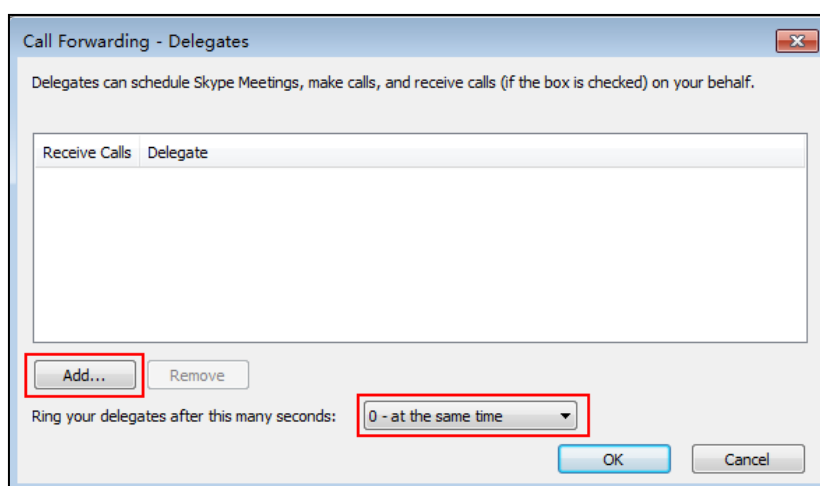 Call Forwarding - Delegates
Delegates can schedule Skype Meetings, make calls, and receive calls (if the box is checked) on your behalf.
Receive Calls Delegate
Add... Remove
Ring your delegates after this many seconds: 0 - at the same time
OK Cancel